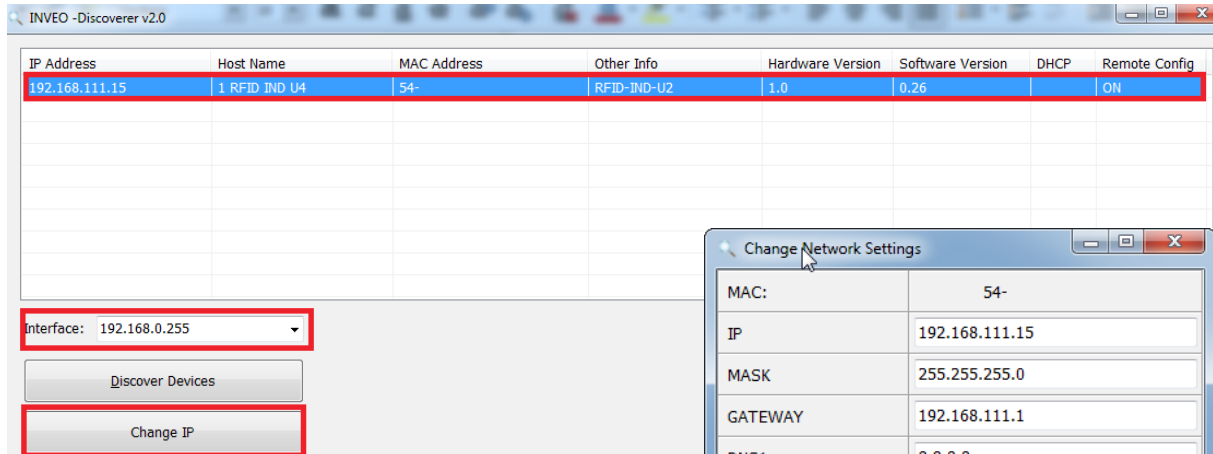 INVEO -Discoverer v2.0
IP Address Host Name MAC Address Other Info Hardware Version Software Version DHCP Remote Config
192.168.111.15 1 RFID IND U4 54- RFID-IND-U2 1.0 0.26 ON
Interface: 192.168.0.255
Discover Devices
Change IP
Change Network Settings
MAC: 54-
IP 192.168.111.15
MASK 255.255.255.0
GATEWAY 192.168.111.1